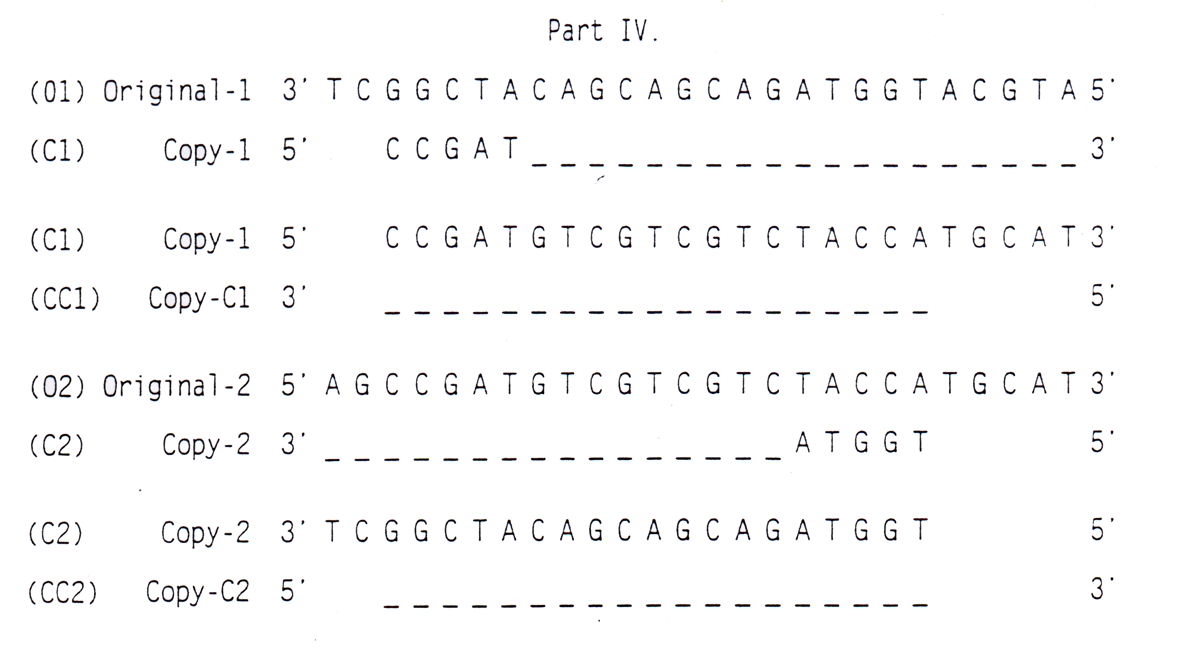 Part IV.
(O1) Original-1 3' T C G G C T A C A G C A G C A G A T G G T A C G T A 5'
(C1) Copy-1 5' C C G A T _ _ _ _ _ _ _ _ _ _ _ _ _ _ _ _ _ _ _ 3'
(C1) Copy-1 5' C C G A T G T C G T C G T C T A C C A T G C A T 3'
(CC1) Copy-C1 3' _ _ _ _ _ _ _ _ _ _ _ _ _ _ _ _ _ _ _ 5'
(O2) Original-2 5' A G C C G A T G T C G T C G T C T A C C A T G C A T 3'
(C2) Copy-2 3' _ _ _ _ _ _ _ _ _ _ _ _ _ _ _ _ A T G G T 5'
(C2) Copy-2 3' T C G G C T A C A G C A G C A G A T G G T 5'
(CC2) Copy-C2 5' _ _ _ _ _ _ _ _ _ _ _ _ _ _ _ _ _ _ _ 3'